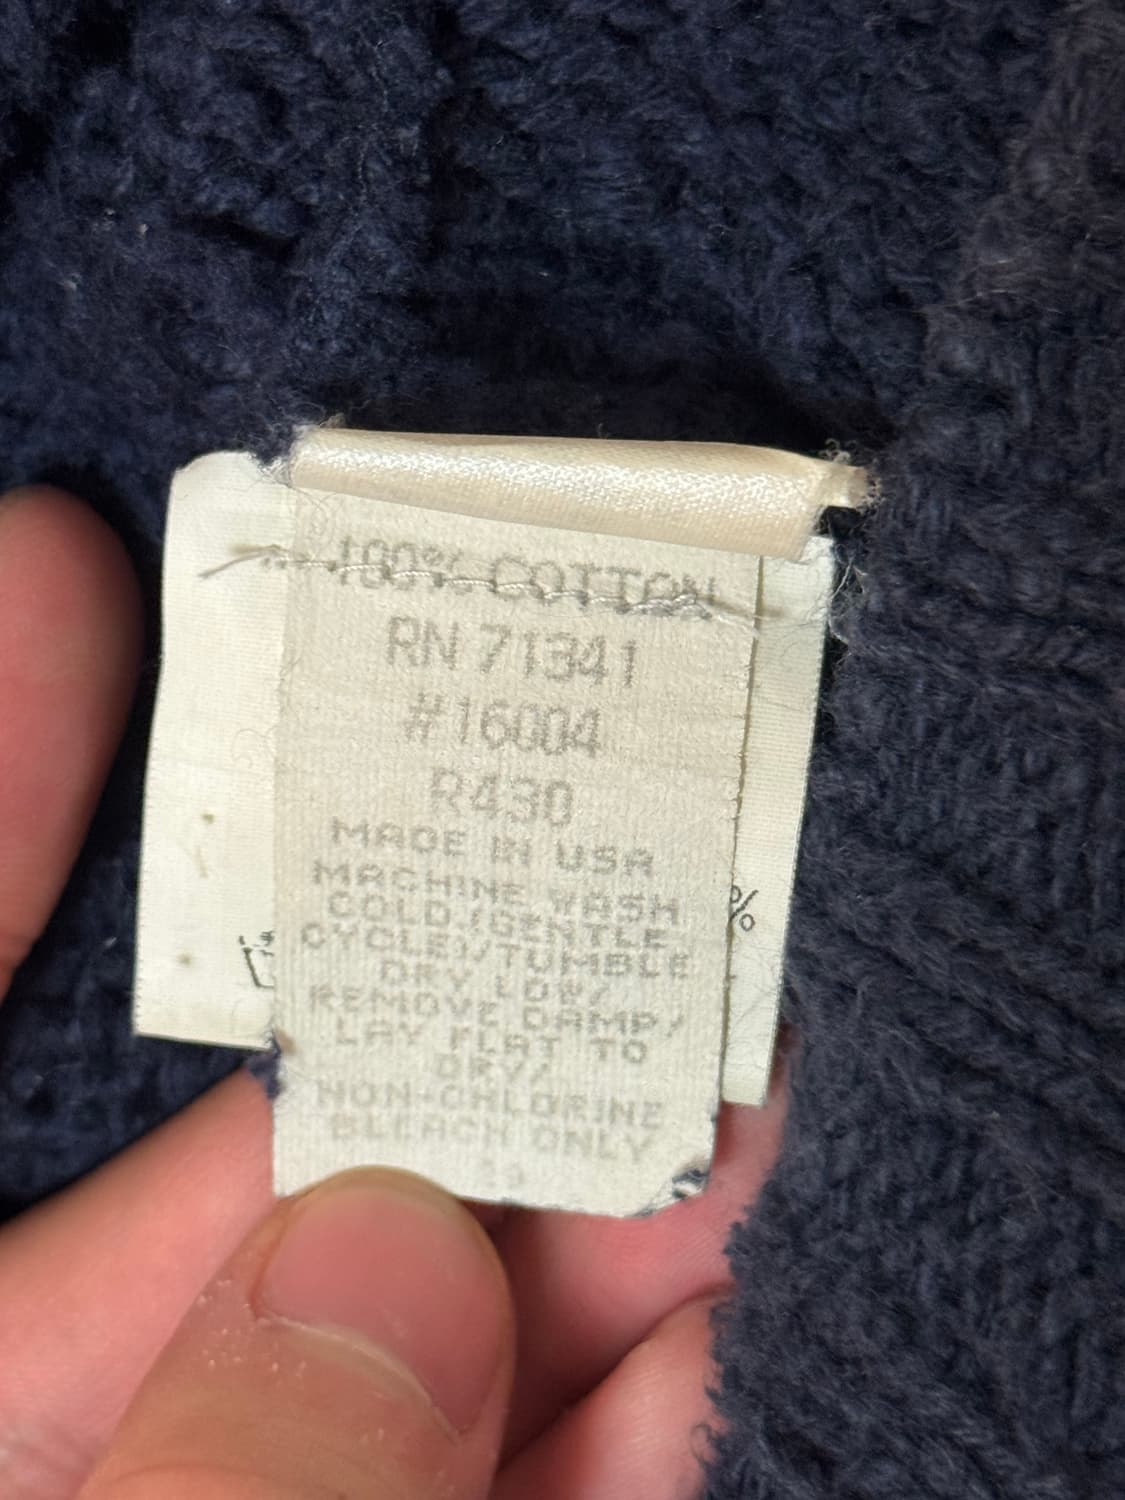 100% COTTON
RN 71341
#16004
R430
MADE IN USA
MACHINE WASH
COLD/(GENTLE
CYCLE)/TUMBLE
DRY LOW/
REMOVE DAMP/
LAY FLAT TO
DRY/
NON-CHLORINE
BLEACH ONLY
%